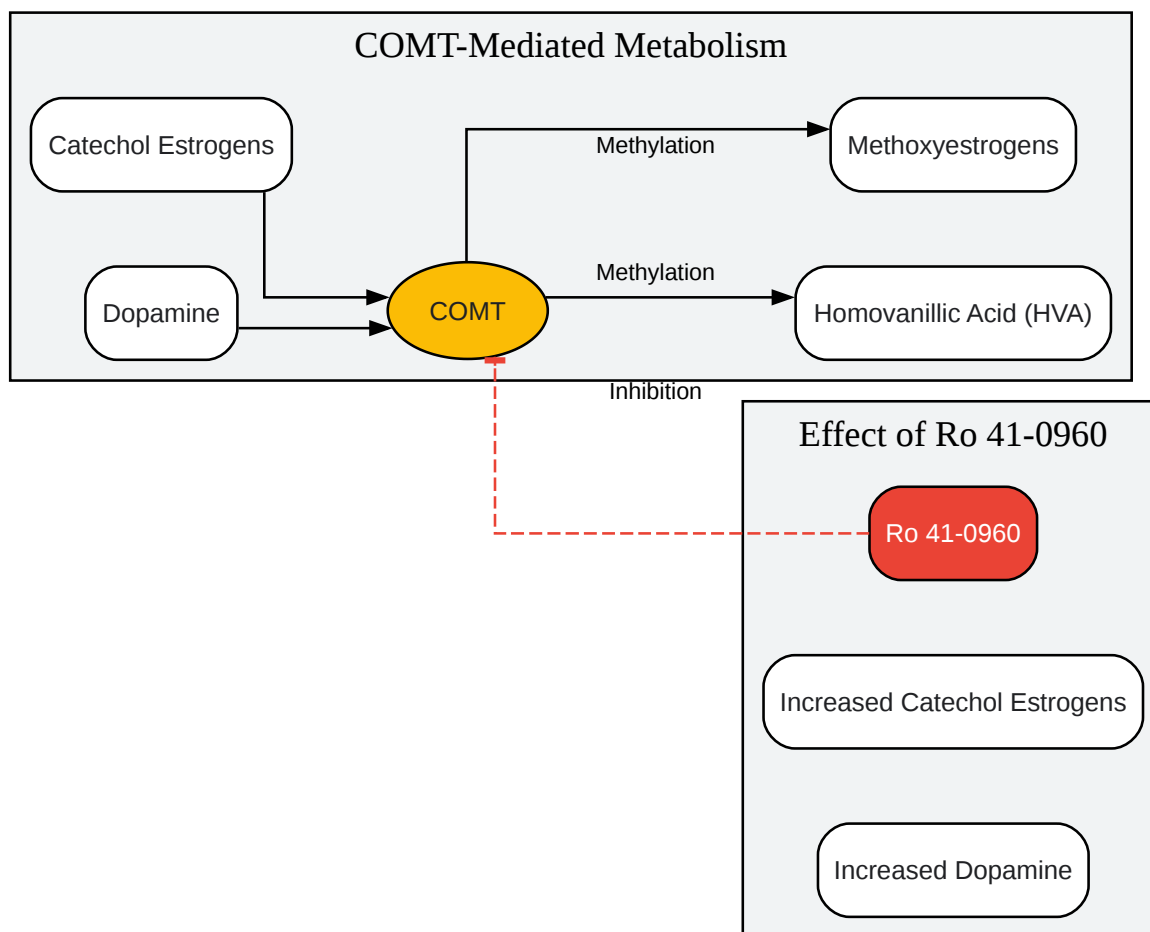 COMT-Mediated Metabolism
Catechol Estrogens
Methylation
Methoxyestrogens
Dopamine
COMT
Methylation
Homovanillic Acid (HVA)
Inhibition
Effect of Ro 41-0960
Ro 41-0960
Increased Catechol Estrogens
Increased Dopamine